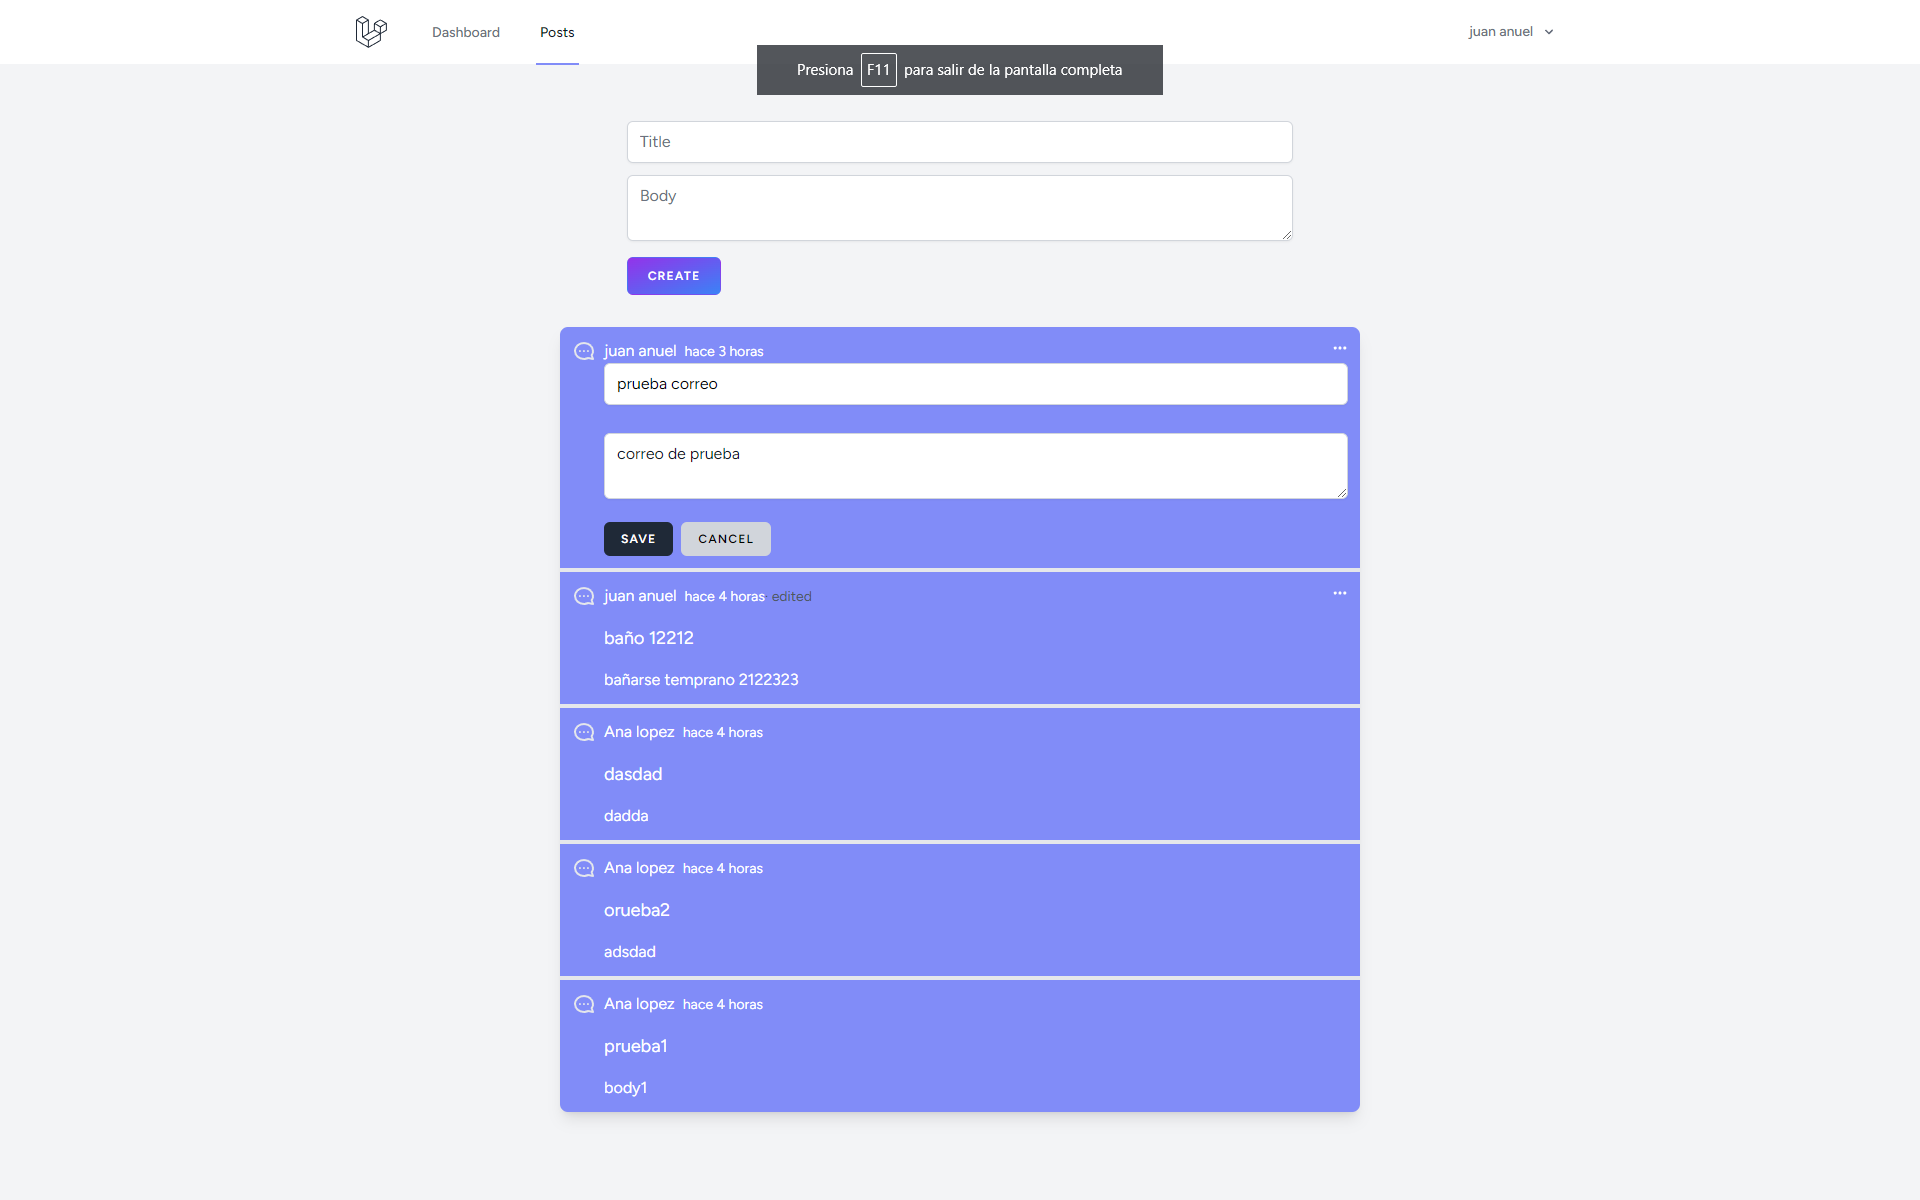 Dashboard
Posts
juan anuel
Presiona F11 para salir de la pantalla completa
Title
Body
CREATE
juan anuel hace 3 horas
prueba correo
correo de prueba
SAVE CANCEL
juan anuel hace 4 horas edited
baño 12212
bañarse temprano 2122323
Ana lopez hace 4 horas
dasdad
dadda
Ana lopez hace 4 horas
orueba2
adsdad
Ana lopez hace 4 horas
prueba1
body1